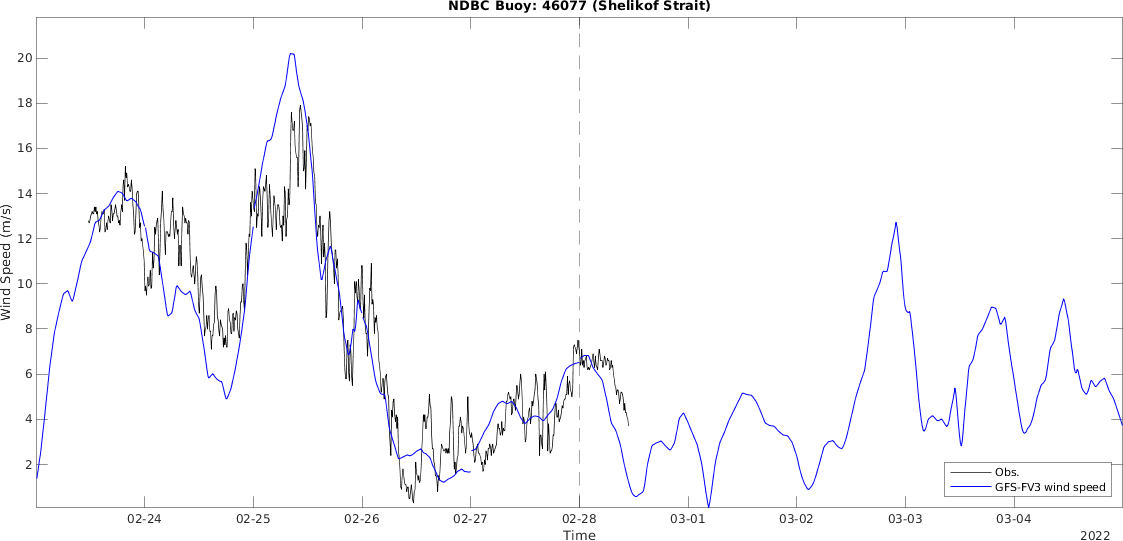 NDBC Buoy: 46077 (Shelikof Strait)
Wind Speed (m/s)
20
18
16
14
12
10
8
6
4
2
02-24 02-25 02-26 02-27 02-28 03-01 03-02 03-03 03-04
Time
2022
Obs.
GFS-FV3 wind speed